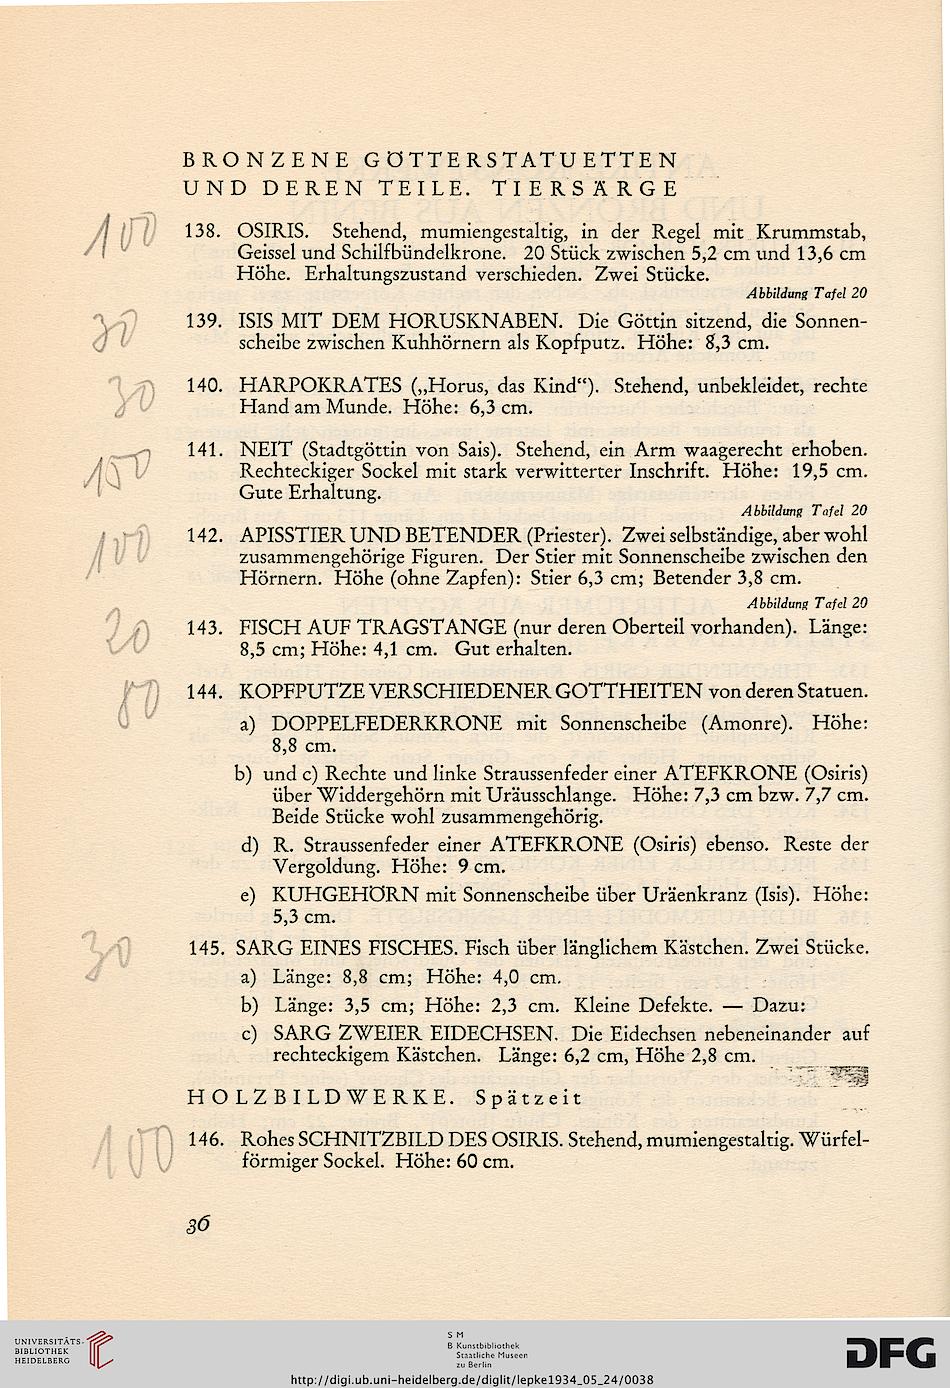 BRONZENE GÖTTERSTATUETTEN
UND DEREN TEILE. TIERSÄRGE
100
138. OSIRIS. Stehend, mumiengestaltig, in der Regel mit Krummstab,
Geissel und Schilfbündelkrone. 20 Stück zwischen 5,2 cm und 13,6 cm
Höhe. Erhaltungszustand verschieden. Zwei Stücke.
Abbildung Tafel 20
30
139. ISIS MIT DEM HORUSKNABEN. Die Göttin sitzend, die Sonnen-
scheibe zwischen Kuhhörnern als Kopfputz. Höhe: 8,3 cm.
30
140. HARPOKRATES („Horus, das Kind“). Stehend, unbekleidet, rechte
Hand am Munde. Höhe: 6,3 cm.
150
141. NEIT (Stadtgöttin von Sais). Stehend, ein Arm waagerecht erhoben.
Rechteckiger Sockel mit stark verwitterter Inschrift. Höhe: 19,5 cm.
Gute Erhaltung.
Abbildung Tafel 20
100
142. APISSTIER UND BETENDER (Priester). Zwei selbständige, aber wohl
zusammengehörige Figuren. Der Stier mit Sonnenscheibe zwischen den
Hörnern. Höhe (ohne Zapfen): Stier 6,3 cm; Betender 3,8 cm.
Abbildung Tafel 20
20
143. FISCH AUF TRAGSTANGE (nur deren Oberteil vorhanden). Länge:
8,5 cm; Höhe: 4,1 cm. Gut erhalten.
80
144. KOPFPUTZE VERSCHIEDENER GOTTHEITEN von deren Statuen.
a) DOPPELFEDERKRONE mit Sonnenscheibe (Amonre). Höhe:
8,8 cm.
b) und c) Rechte und linke Straussenfeder einer ATEFKRONE (Osiris)
über Widdergehörn mit Uräusschlange. Höhe: 7,3 cm bzw. 7,7 cm.
Beide Stücke wohl zusammengehörig.
d) R. Straussenfeder einer ATEFKRONE (Osiris) ebenso. Reste der
Vergoldung. Höhe: 9 cm.
e) KUHGEHÖRN mit Sonnenscheibe über Uräenkranz (Isis). Höhe:
5,3 cm.
30
145. SARG EINES FISCHES. Fisch über länglichem Kästchen. Zwei Stücke.
a) Länge: 8,8 cm; Höhe: 4,0 cm.
b) Länge: 3,5 cm; Höhe: 2,3 cm. Kleine Defekte. — Dazu:
c) SARG ZWEIER EIDECHSEN. Die Eidechsen nebeneinander auf
rechteckigem Kästchen. Länge: 6,2 cm, Höhe 2,8 cm.
HOLZBILDWERKE. Spätzeit
100
146. Rohes SCHNITZBILD DES OSIRIS. Stehend, mumiengestaltig. Würfel-
förmiger Sockel. Höhe: 60 cm.
36
UNIVERSITÄTS-
BIBLIOTHEK
HEIDELBERG
S M
B Kunstbibliothek
Staatliche Museen
zu Berlin
DFG
http://digi.ub.uni-heidelberg.de/diglit/lepke1934_05_24/0038